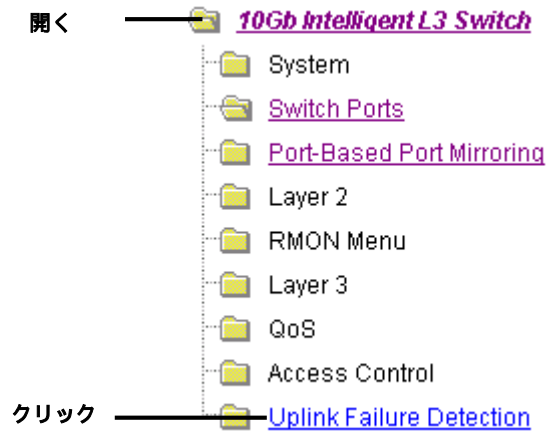 開く
10Gb Intelligent L3 Switch
System
Switch Ports
Port-Based Port Mirroring
Layer 2
RMON Menu
Layer 3
QoS
Access Control
クリック
Uplink Failure Detection